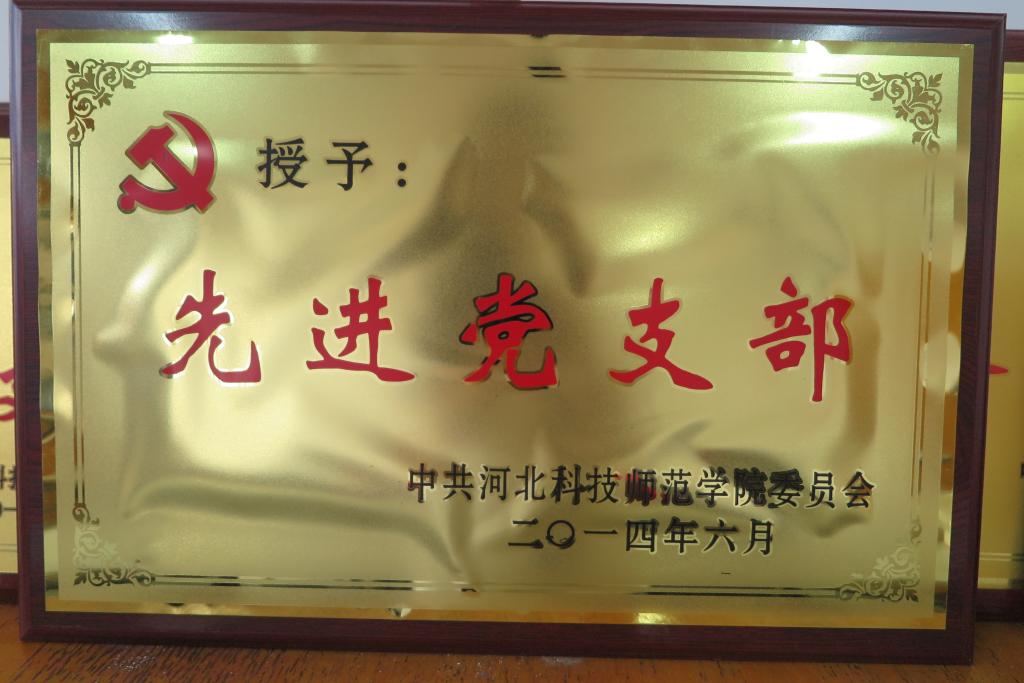 授予：
先进党支部
中共河北科技师范学院委员会
二〇一四年六月